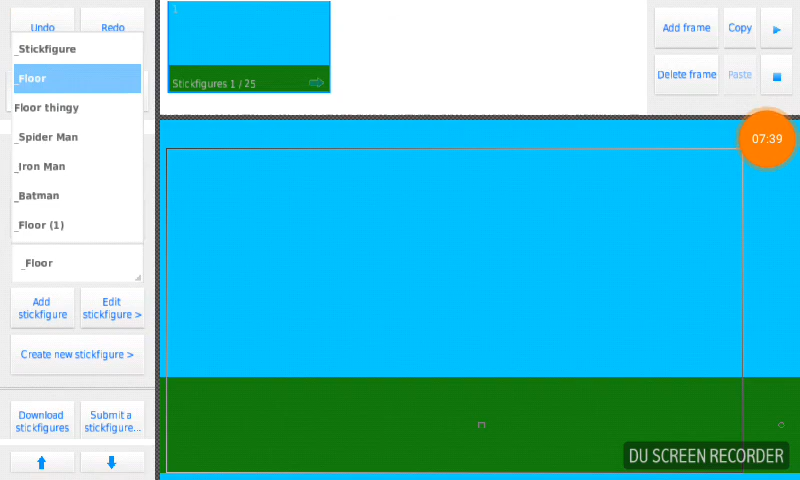 Undo Redo
_Stickfigure
_Floor
Floor thingy
_Spider Man
_Iron Man
_Batman
_Floor (1)
_Floor
Add stickfigure
Edit stickfigure >
Create new stickfigure >
Download stickfigures
Submit a stickfigure...
1
Stickfigures 1 / 25
Add frame Copy
Delete frame Paste
07:39
DU SCREEN RECORDER